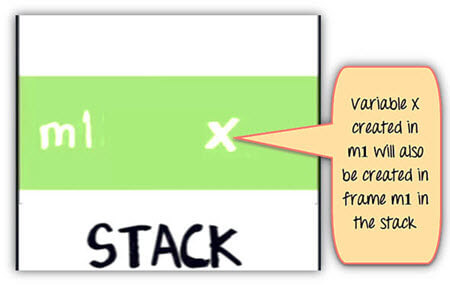 m1 X
Variable X
created in
m1 will also
be created in
frame m1 in
the stack
STACK